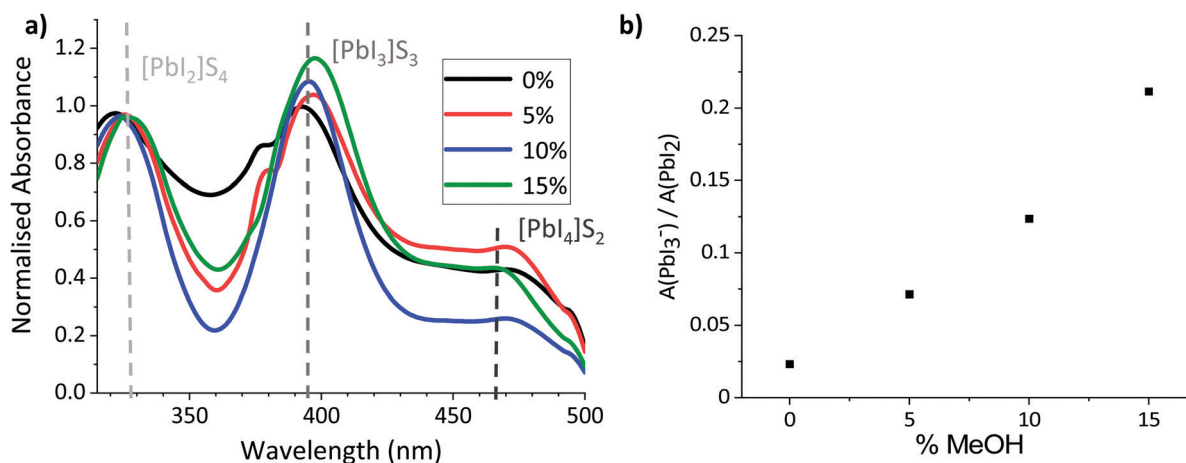 a)
[PbI₂]S₄
[PbI₃]S₃
0%
5%
10%
15%
[PbI₄]S₂
Normalised Absorbance
1.2
1.0
0.8
0.6
0.4
0.2
0.0
350
400
450
500
Wavelength (nm)
b)
A(PbI₃⁻) / A(PbI₂)
0.25
0.2
0.15
0.1
0.05
0
0
5
10
15
% MeOH